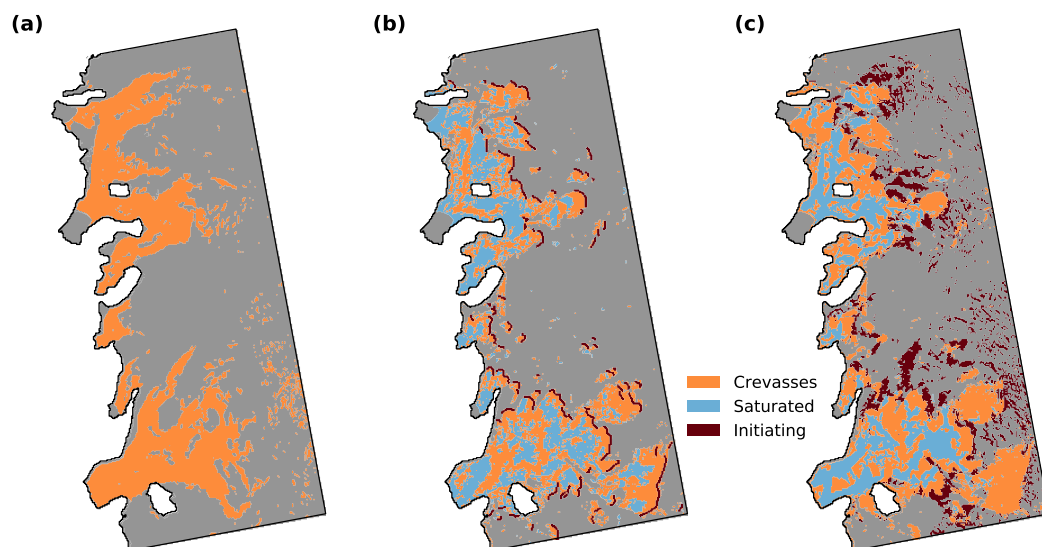 (a)
(b)
(c)
Crevasses
Saturated
Initiating